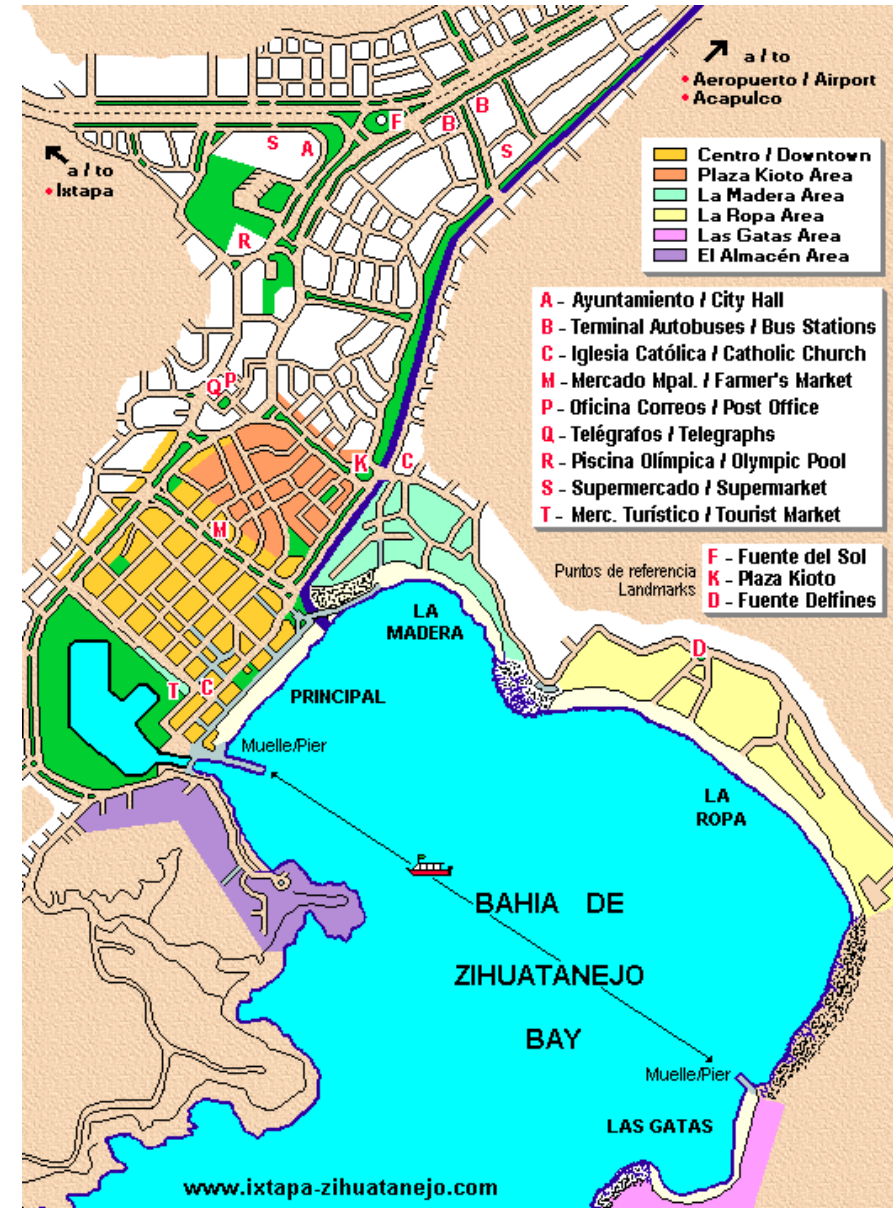 a / to
• Aeropuerto / Airport
• Acapulco
a / to
• Ixtapa
F
B
B
S
A
S
R
Centro / Downtown
Plaza Kioto Area
La Madera Area
La Ropa Area
Las Gatas Area
El Almacén Area
A - Ayuntamiento / City Hall
B - Terminal Autobuses / Bus Stations
C - Iglesia Católica / Catholic Church
M - Mercado Mpal. / Farmer's Market
P - Oficina Correos / Post Office
Q - Telégrafos / Telegraphs
R - Piscina Olímpica / Olympic Pool
S - Supermercado / Supermarket
T - Merc. Turístico / Tourist Market
Puntos de referencia
Landmarks
F - Fuente del Sol
K - Plaza Kioto
D - Fuente Delfines
P
Q
K
C
M
D
T
C
LA
MADERA
PRINCIPAL
Muelle/Pier
LA
ROPA
BAHIA DE
ZIHUATANEJO
BAY
Muelle/Pier
LAS GATAS
www.ixtapa-zihuatanejo.com